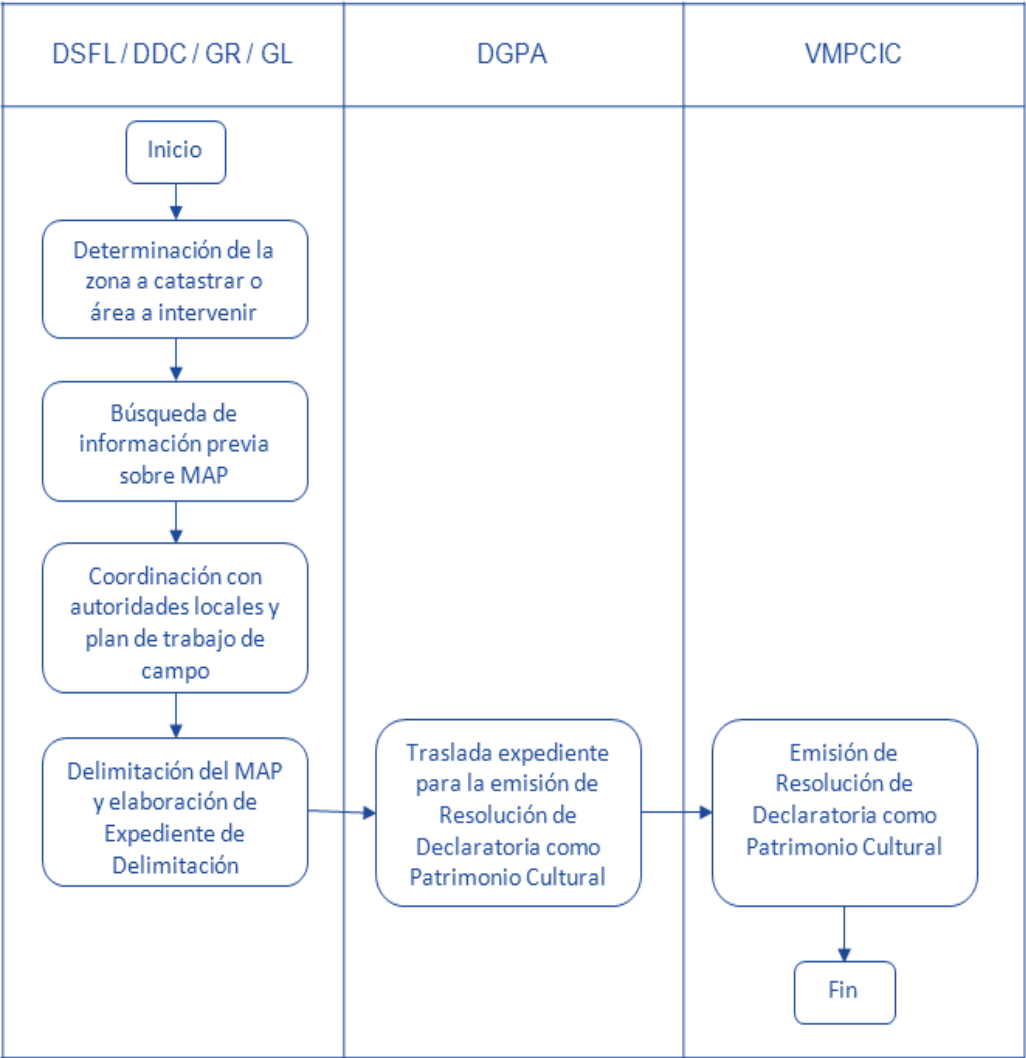 DSFL / DDC / GR / GL
DGPA
VMPCIC
Inicio
Determinación de la
zona a catastrar o
área a intervenir
Búsqueda de
información previa
sobre MAP
Coordinación con
autoridades locales y
plan de trabajo de
campo
Delimitación del MAP
y elaboración de
Expediente de
Delimitación
Traslada expediente
para la emisión de
Resolución de
Declaratoria como
Patrimonio Cultural
Emisión de
Resolución de
Declaratoria como
Patrimonio Cultural
Fin